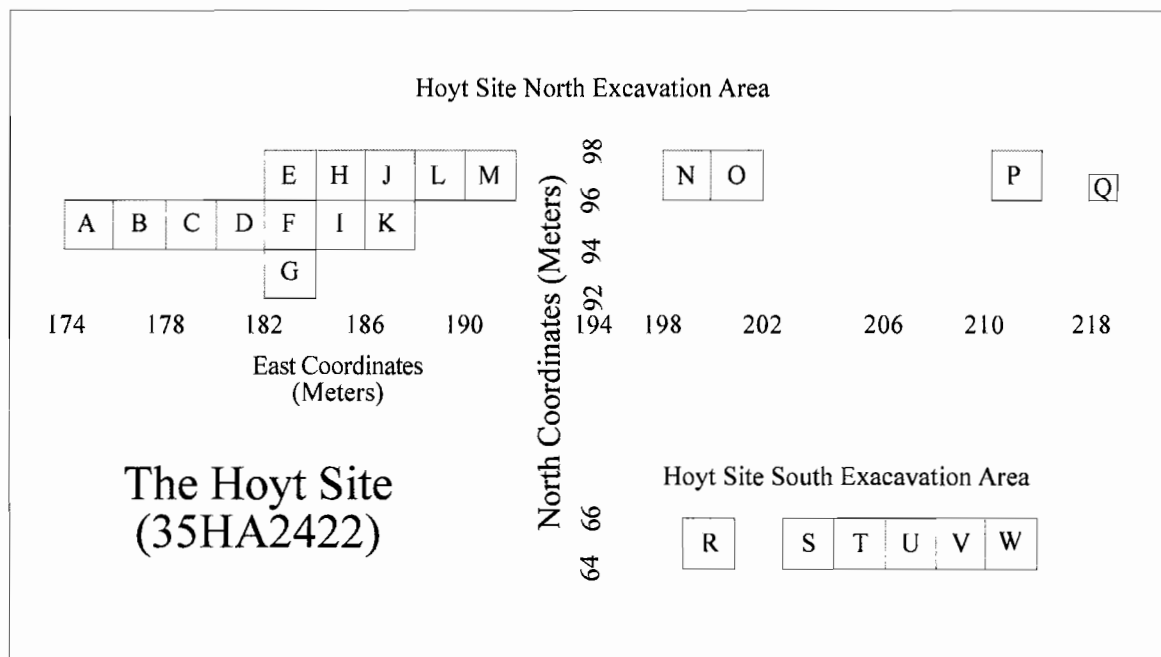 Hoyt Site North Excavation Area
E H J L M
N O
P
Q
A B C D F I K
G
98
96
94
92
North Coordinates (Meters)
174 178 182 186 190 194 198 202 206 210 218
East Coordinates
(Meters)
The Hoyt Site
(35HA2422)
Hoyt Site South Exacavation Area
66
64
R S T U V W